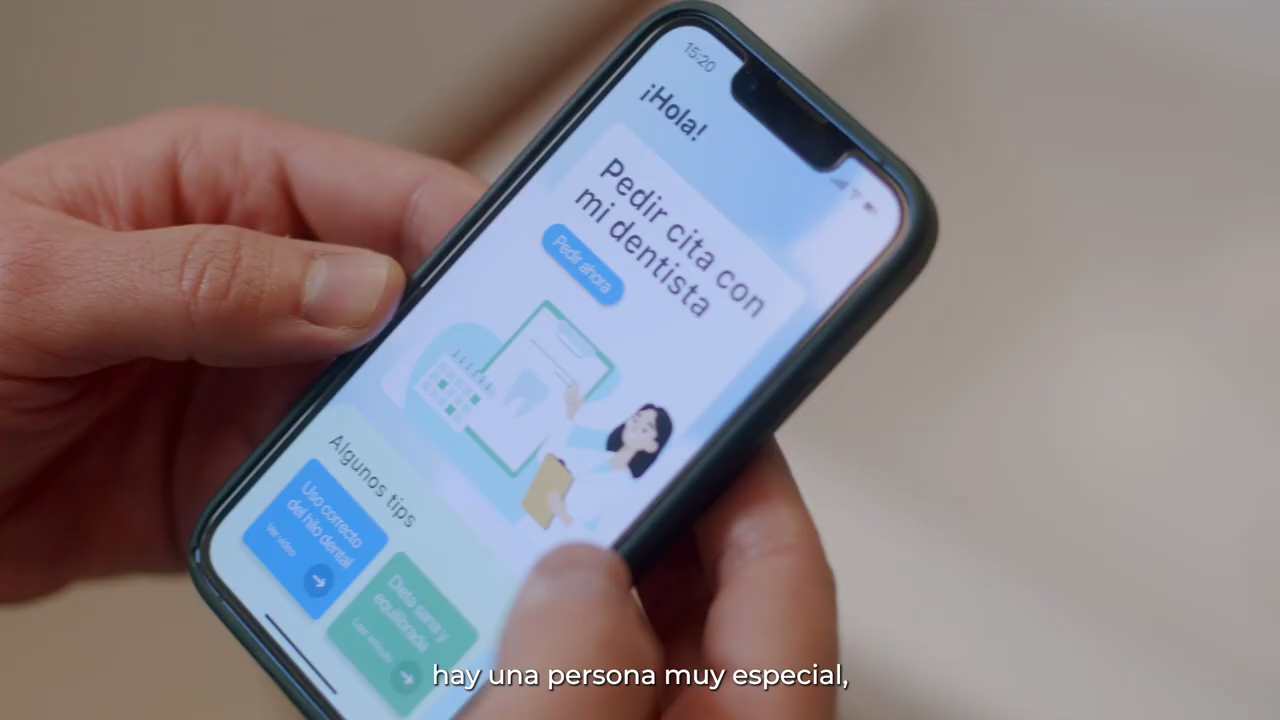 15:20
¡Hola!
Pedir cita con
mi dentista
Pedir ahora
Algunos tips
Uso correcto
del hilo dental
Ver video
Dieta sana y
equilibrada
hay una persona muy especial,